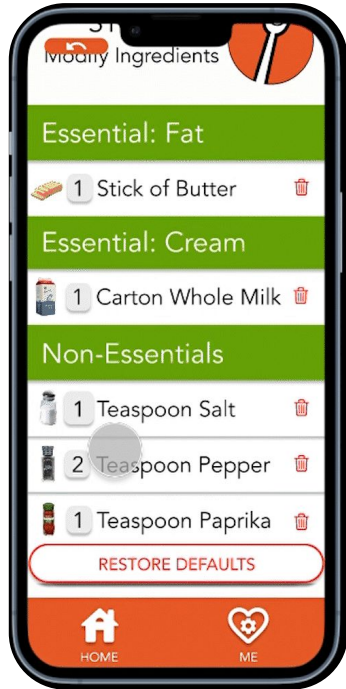 Modify Ingredients
Essential: Fat
1 Stick of Butter
Essential: Cream
1 Carton Whole Milk
Non-Essentials
1 Teaspoon Salt
2 Teaspoon Pepper
1 Teaspoon Paprika
RESTORE DEFAULTS
HOME
ME